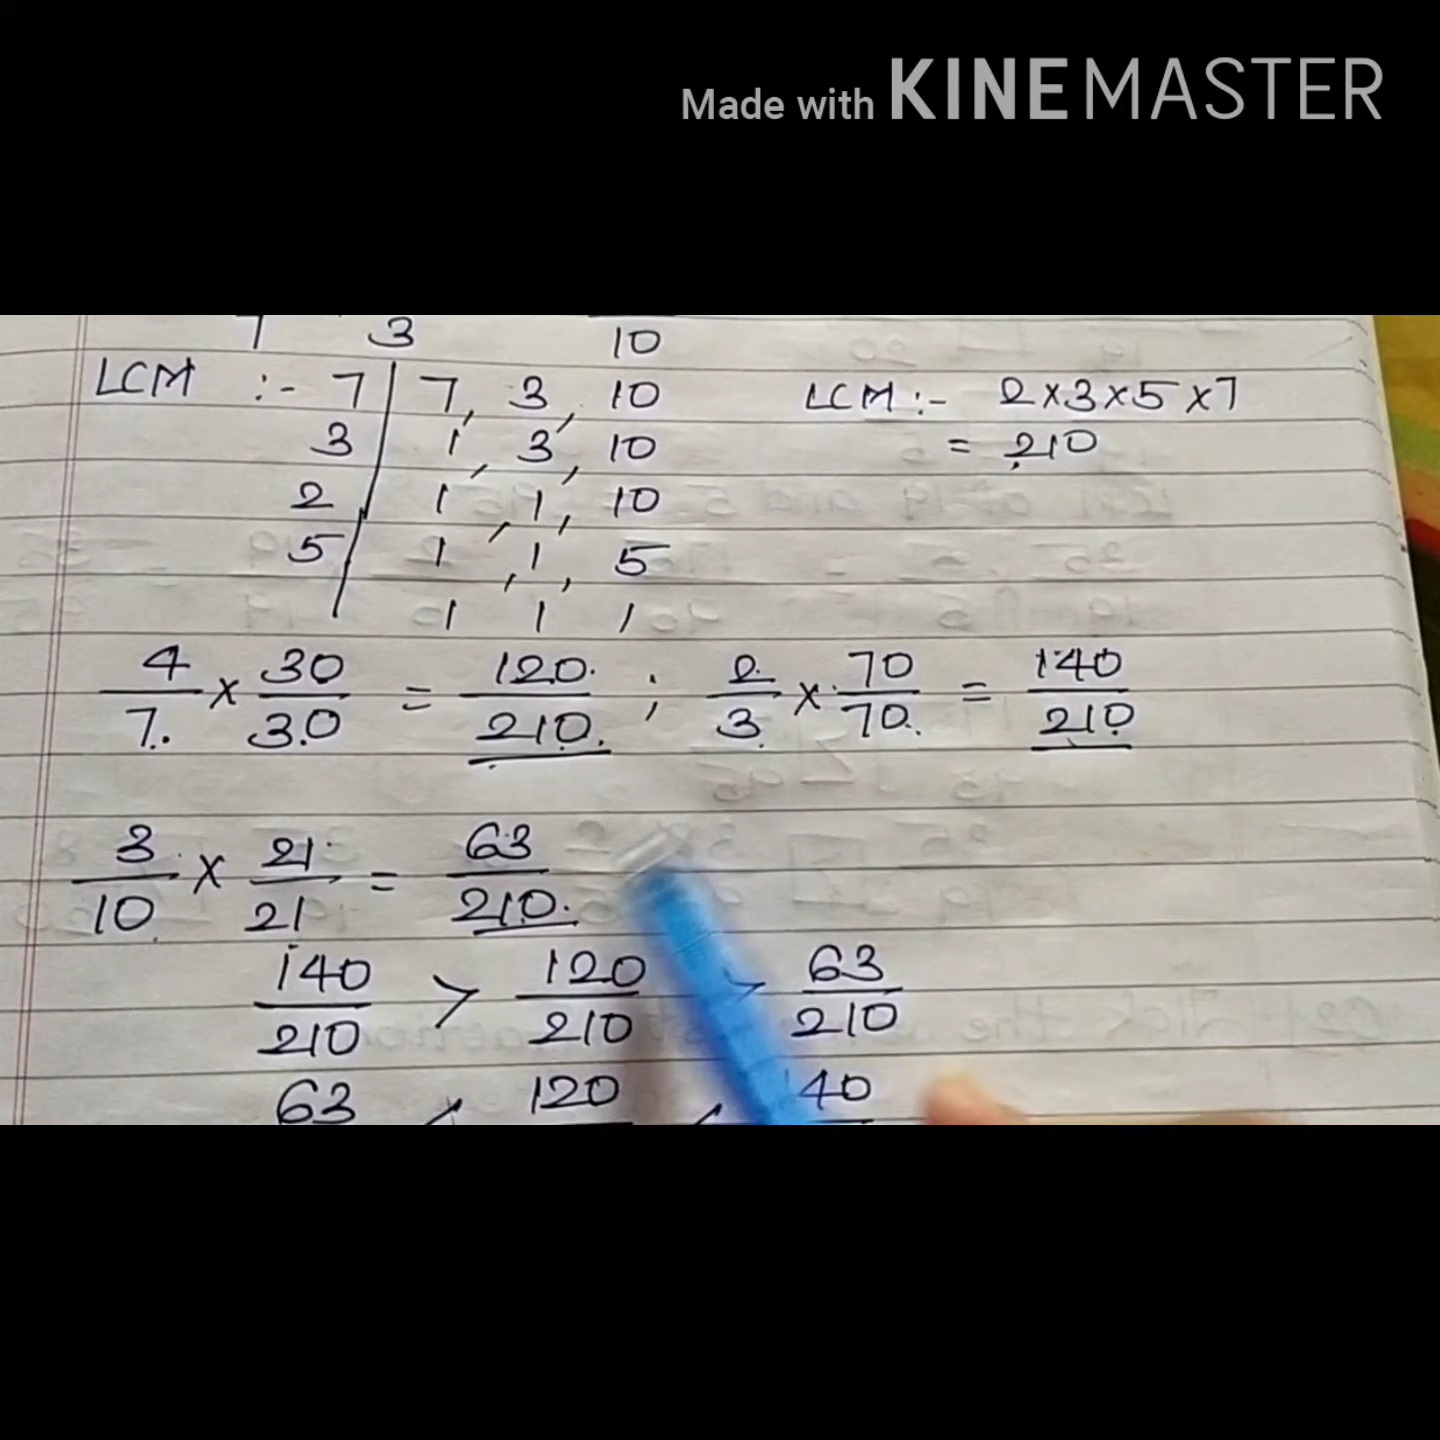 Made with KINEMASTER
7 3 10
LCM :- 7 | 7, 3, 10 LCM :- 2×3×5×7
3 | 1, 3, 10 = 210
2 | 1, 1, 10
5 | 1, 1, 5
1 1 1
4/7 × 30/30 = 120/210 ; 2/3 × 70/70 = 140/210
3/10 × 21/21 = 63/210
140/210 > 120/210 > 63/210
63 < 120 < 140